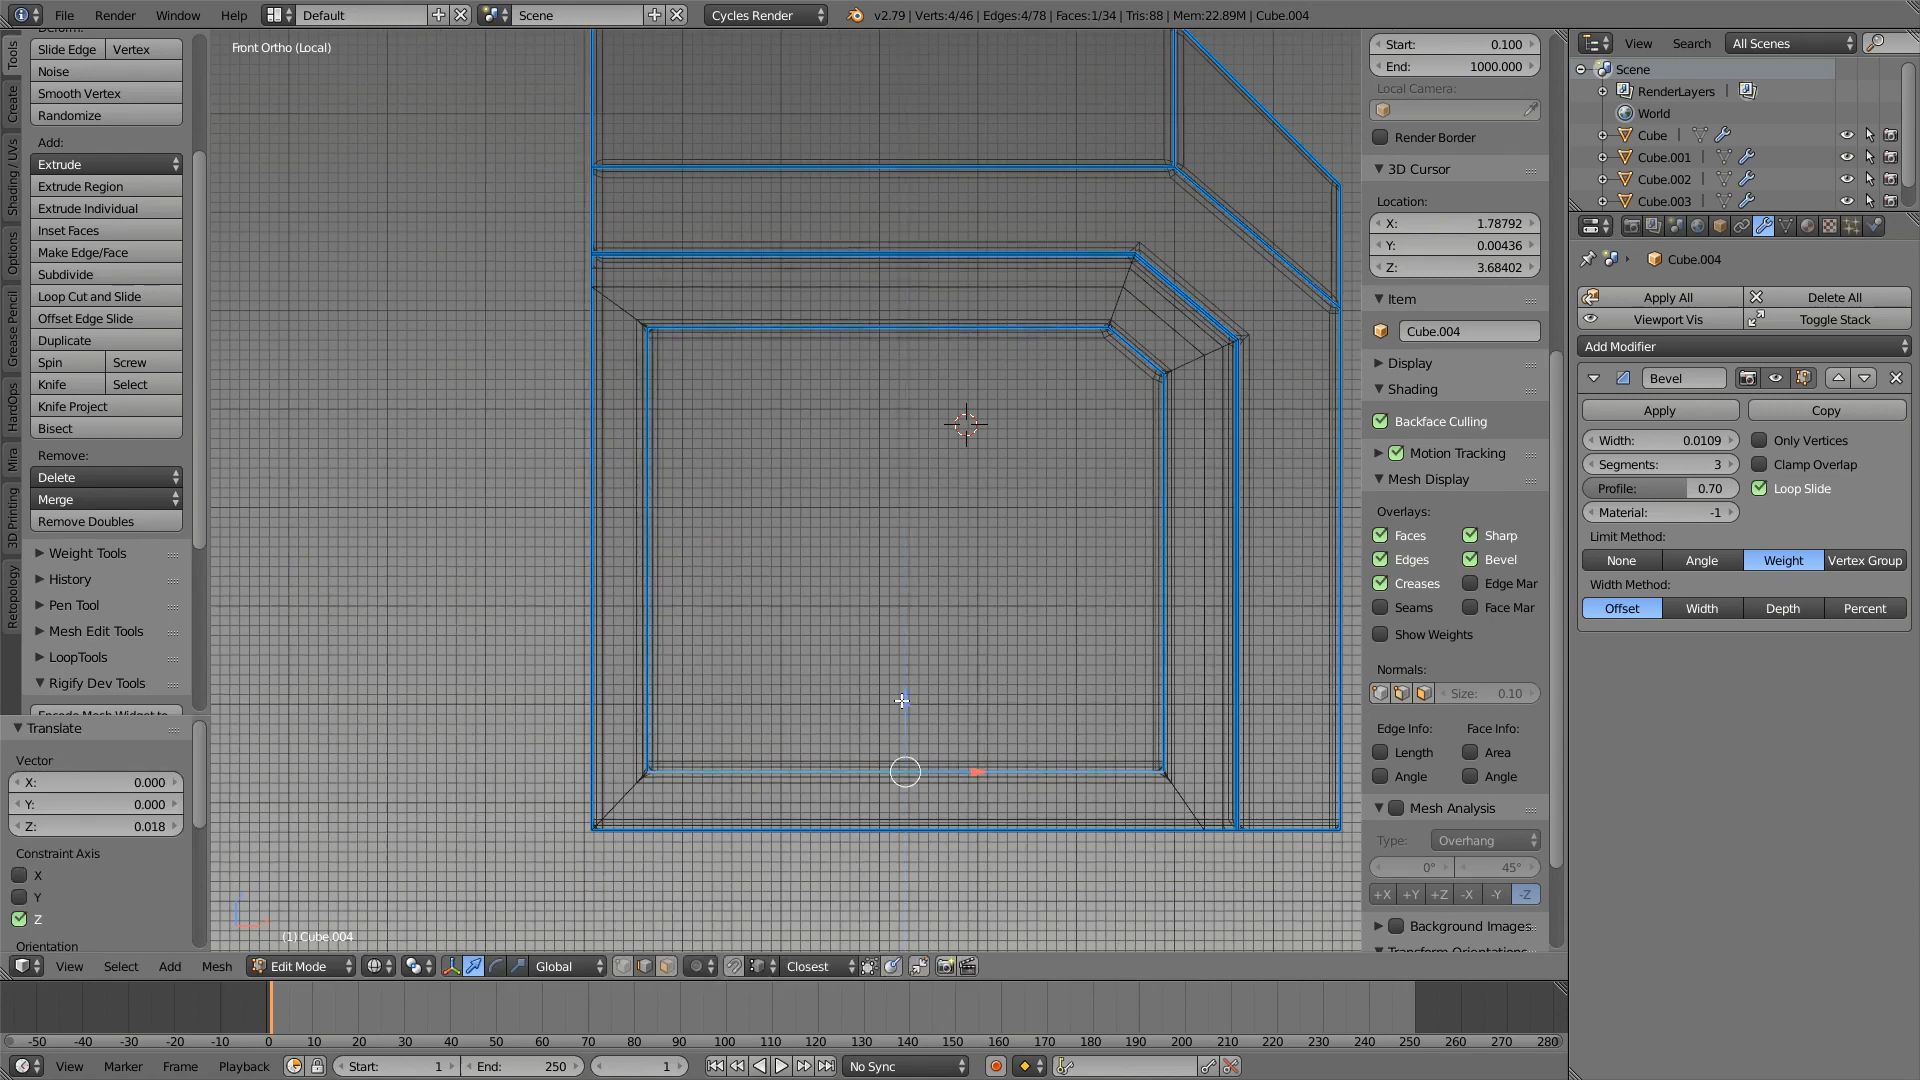 File Render Window Help Default Scene Cycles Render v2.79 | Verts:4/46 | Edges:4/78 | Faces:1/34 | Tris:88 | Mem:22.89M | Cube.004
Front Ortho (Local)
Tools
Create
Shading / UVs
Options
Grease Pencil
HardOps
Mira
3D Printing
Retopology
Deform:
Slide Edge Vertex
Noise
Smooth Vertex
Randomize
Add:
Extrude
Extrude Region
Extrude Individual
Inset Faces
Make Edge/Face
Subdivide
Loop Cut and Slide
Offset Edge Slide
Duplicate
Spin Screw
Knife Select
Knife Project
Bisect
Remove:
Delete
Merge
Remove Doubles
Weight Tools
History
Pen Tool
Mesh Edit Tools
LoopTools
Rigify Dev Tools
Encode Mesh Widget to
Translate
Vector
X: 0.000
Y: 0.000
Z: 0.018
Constraint Axis
X
Y
Z
Orientation
(1) Cube.004
Start: 0.100
End: 1000.000
Local Camera:
Render Border
3D Cursor
Location:
X: 1.78792
Y: 0.00436
Z: 3.68402
Item
Cube.004
Display
Shading
Backface Culling
Motion Tracking
Mesh Display
Overlays:
Faces Sharp
Edges Bevel
Creases Edge Mar
Seams Face Mar
Show Weights
Normals:
Size: 0.10
Edge Info: Face Info:
Length Area
Angle Angle
Mesh Analysis
Type: Overhang
0° 45°
+X +Y +Z -X -Y -Z
Background Images
Transform Orientations
View Search All Scenes
Scene
RenderLayers
World
Cube
Cube.001
Cube.002
Cube.003
Cube.004
Apply All Delete All
Viewport Vis Toggle Stack
Add Modifier
Bevel
Apply Copy
Width: 0.0109 Only Vertices
Segments: 3 Clamp Overlap
Profile: 0.70 Loop Slide
Material: -1
Limit Method:
None Angle Weight Vertex Group
Width Method:
Offset Width Depth Percent
View Select Add Mesh Edit Mode Global Closest
-50 -40 -30 -20 -10 0 10 20 30 40 50 60 70 80 90 100 110 120 130 140 150 160 170 180 190 200 210 220 230 240 250 260 270 280
View Marker Frame Playback Start: 1 End: 250 1 No Sync